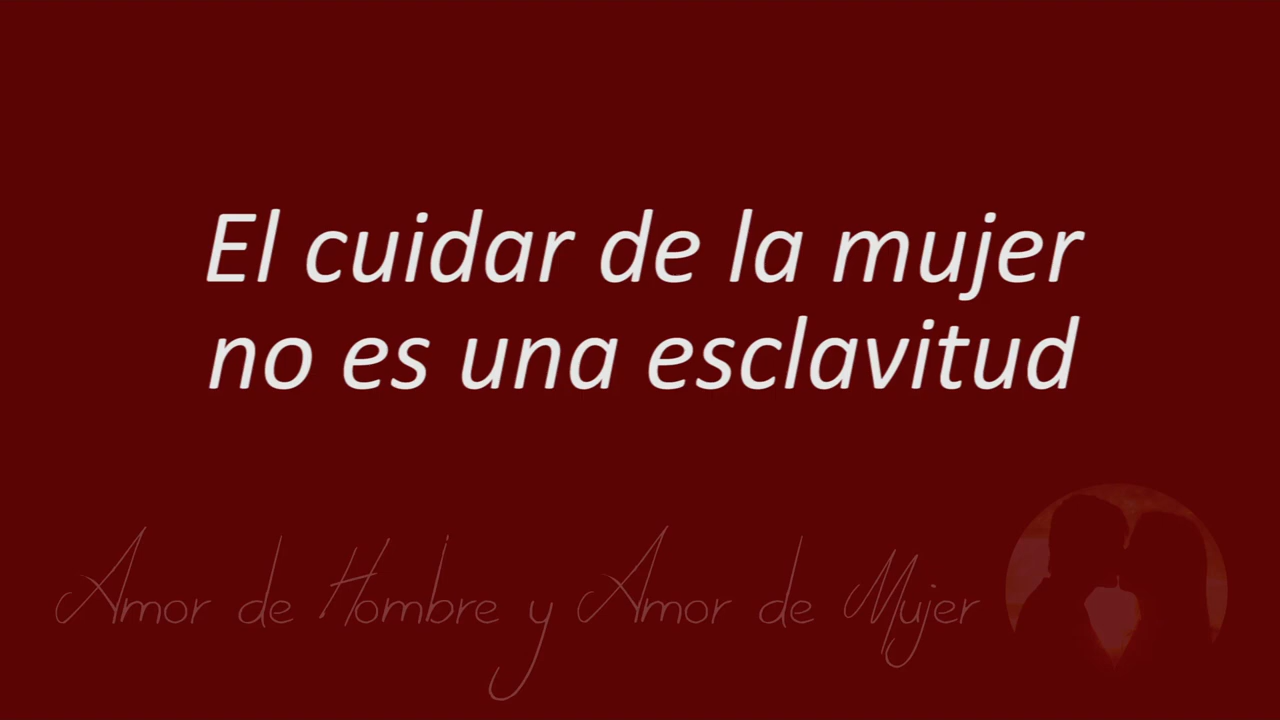 El cuidar de la mujer
no es una esclavitud
Amor de Hombre y Amor de Mujer